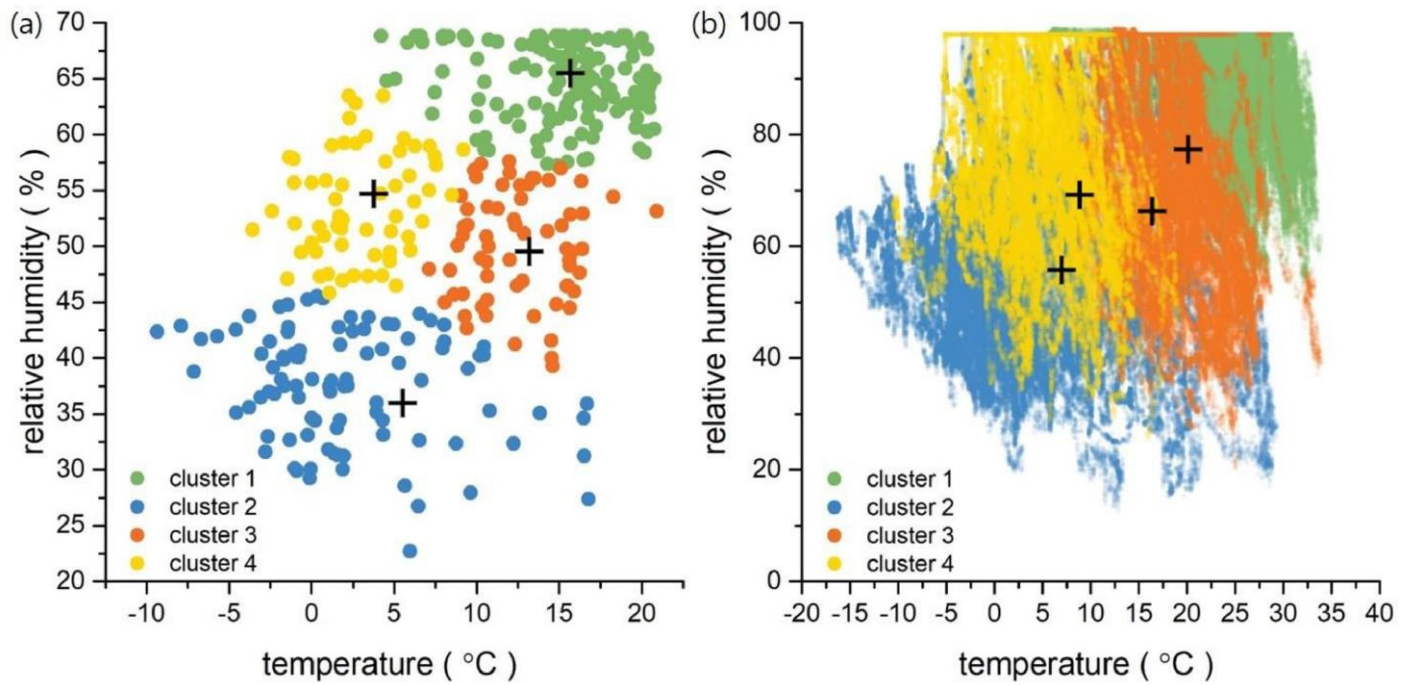 (a)
70
65
60
55
50
45
40
35
30
25
20
relative humidity ( % )
cluster 1
cluster 2
cluster 3
cluster 4
-10 -5 0 5 10 15 20
temperature ( °C )
(b)
100
80
60
40
20
0
relative humidity ( % )
cluster 1
cluster 2
cluster 3
cluster 4
-20 -15 -10 -5 0 5 10 15 20 25 30 35 40
temperature ( °C )